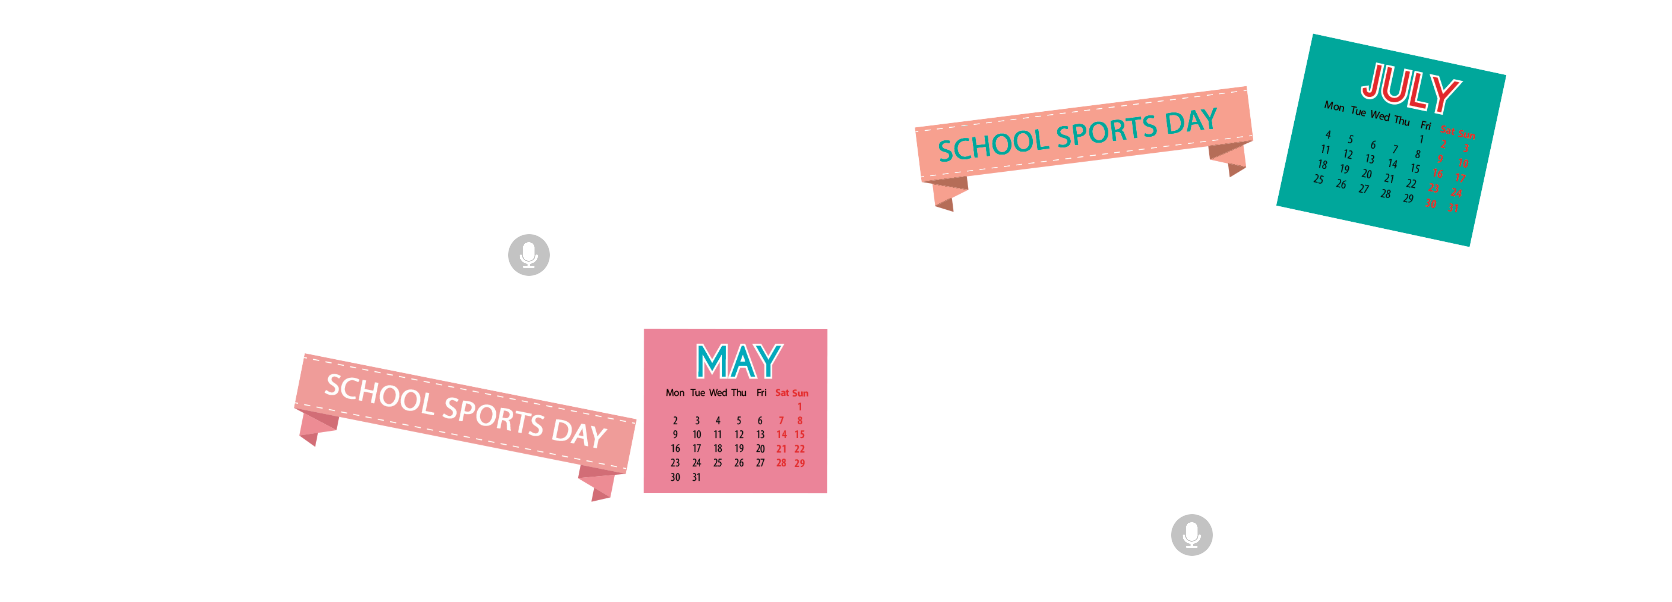 SCHOOL SPORTS DAY
JULY
Mon Tue Wed Thu Fri Sat Sun
1 2 3
4 5 6 7 8 9 10
11 12 13 14 15 16 17
18 19 20 21 22 23 24
25 26 27 28 29 30 31
SCHOOL SPORTS DAY
MAY
Mon Tue Wed Thu Fri Sat Sun
1
2 3 4 5 6 7 8
9 10 11 12 13 14 15
16 17 18 19 20 21 22
23 24 25 26 27 28 29
30 31